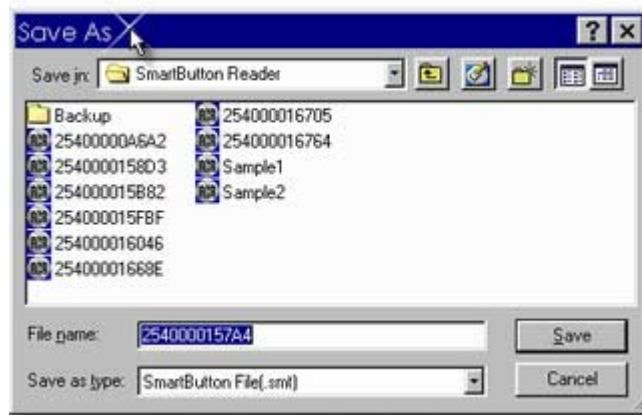 Save As
Save in: SmartButton Reader
Backup
25400000A6A2
2540000158D3
254000015B82
254000015FBF
254000016046
25400001668E
254000016705
254000016764
Sample1
Sample2
File name: 2540000157A4
Save
Save as type: SmartButton File(.smt)
Cancel